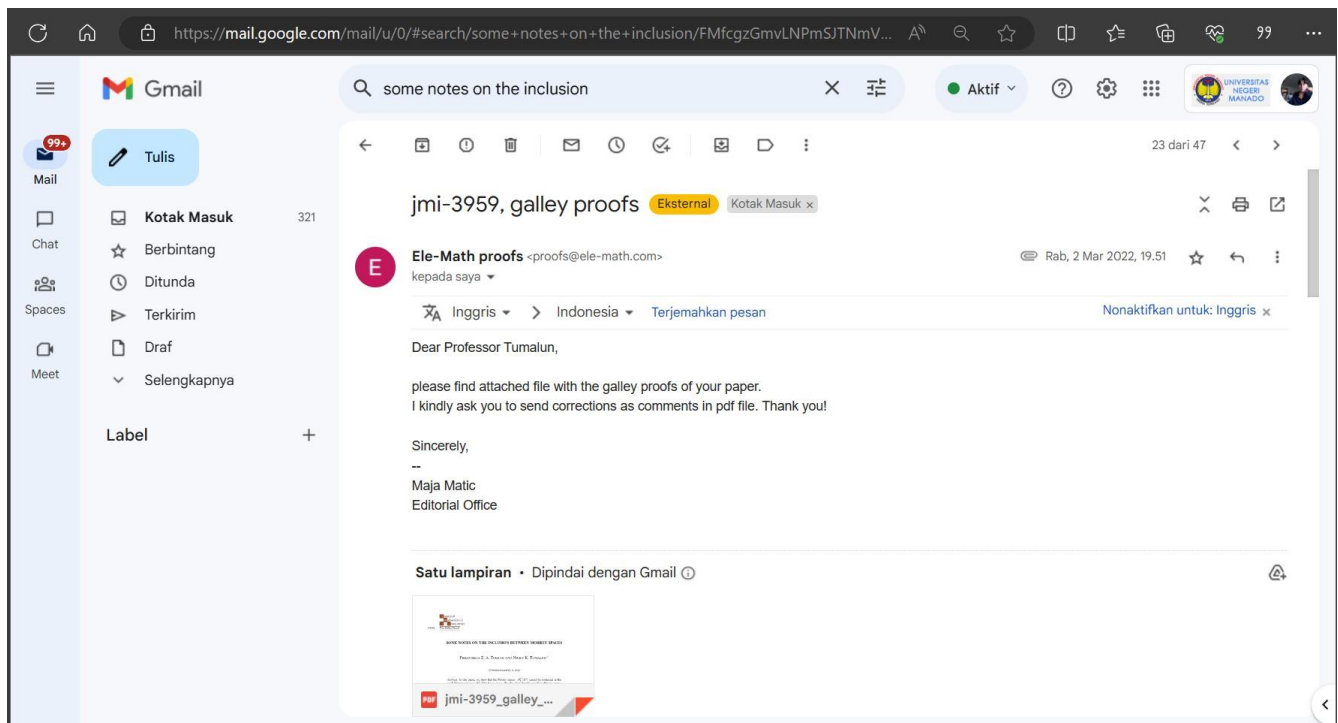 https://mail.google.com/mail/u/0/#search/some+notes+on+the+inclusion/FMfcgzGmvLNPmSJTNmV...
99
Gmail
some notes on the inclusion
Aktif
UNIVERSITAS
NEGERI
MANADO
99+
Mail
Chat
Spaces
Meet
Tulis
Kotak Masuk 321
Berbintang
Ditunda
Terkirim
Draf
Selengkapnya
Label
23 dari 47
jmi-3959, galley proofs Eksternal Kotak Masuk x
E
Ele-Math proofs <proofs@ele-math.com>
Rab, 2 Mar 2022, 19.51
kepada saya
Inggris > Indonesia Terjemahkan pesan
Nonaktifkan untuk: Inggris x
Dear Professor Tumalun,
please find attached file with the galley proofs of your paper.
I kindly ask you to send corrections as comments in pdf file. Thank you!
Sincerely,
--
Maja Matic
Editorial Office
Satu lampiran • Dipindai dengan Gmail
SOME NOTES ON THE INCLUSION BETWEEN MORREY SPACES
PDF jmi-3959_galley_...